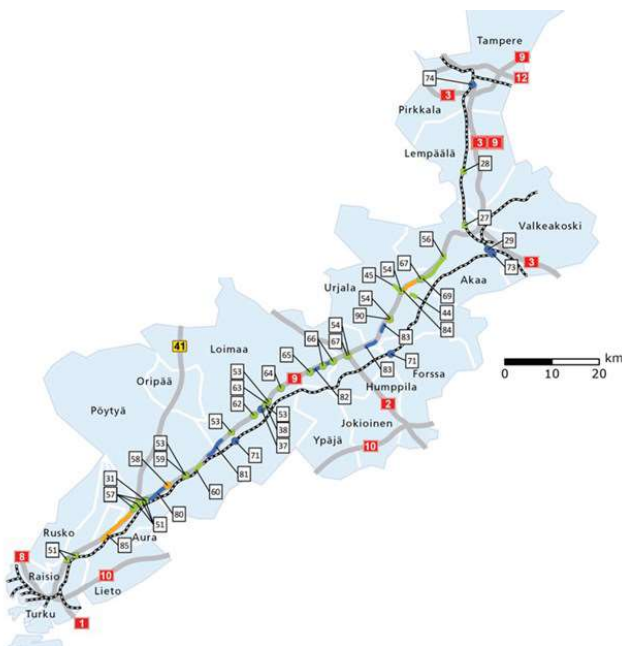 Tampere
9
74
12
3
Pirkkala
3 9
Lempäälä
28
27
Valkeakoski
56
29
67
54
45
3
73
Akaa
Urjala
69
44
54
84
90
41
Loimaa
54
66
67
83
km
65
71
0 10 20
Oripää
53
64
9
83
Forssa
63
Humppila
62
82
2
Pöytyä
53
53
38
Jokioinen
37
Ypäjä
10
53
71
58
59
81
31
60
57
80
51
Rusko
Aura
51
85
8
Raisio
10
Lieto
Turku
1